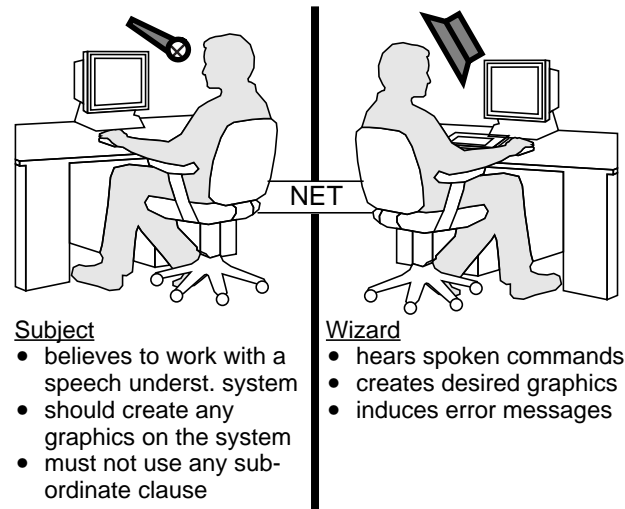 NET
Subject
• believes to work with a
speech underst. system
• should create any
graphics on the system
• must not use any sub-
ordinate clause
Wizard
• hears spoken commands
• creates desired graphics
• induces error messages